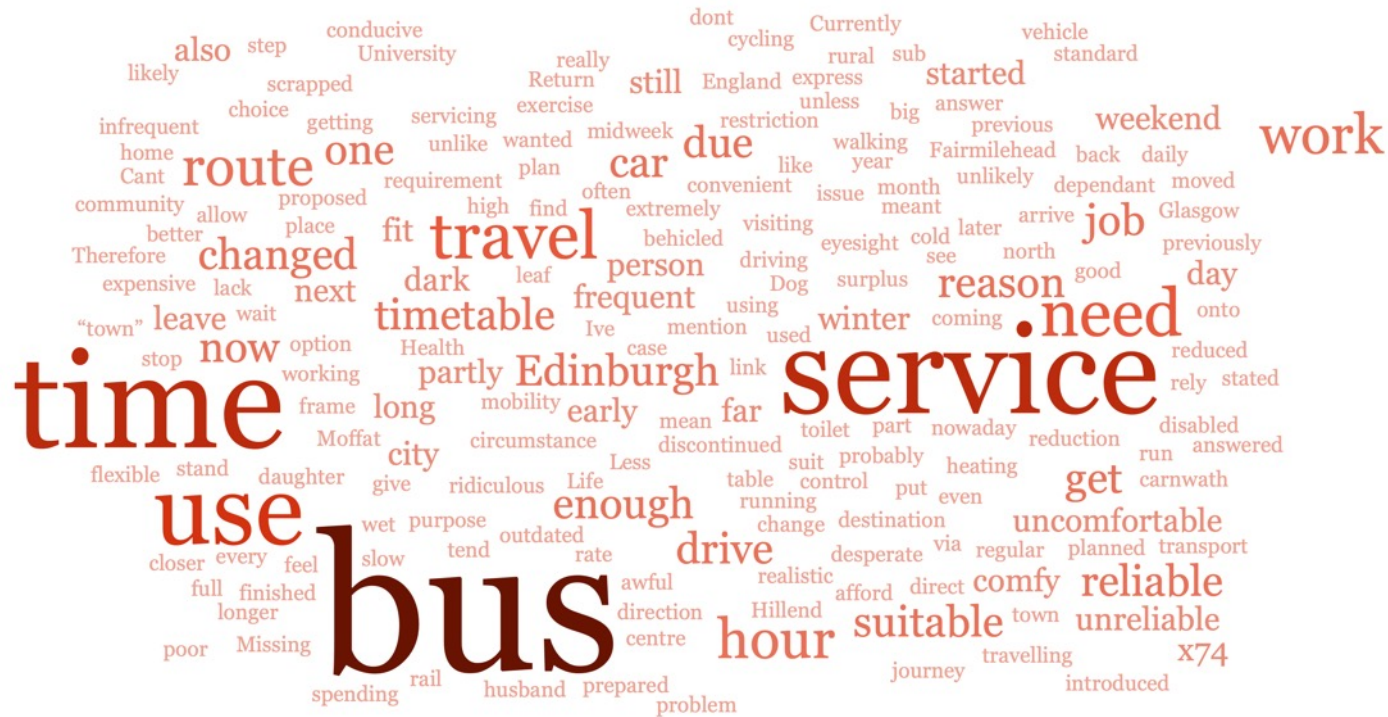 dont
Currently
conducive
cycling
vehicle
also
step
University
really
rural
sub
standard
likely
scrapped
Return
still
England
express
started
choice
exercise
unless
big
answer
infrequent
getting
servicing
restriction
previous
weekend
work
home
route
one
unlike
wanted
midweek
car
due
walking
Fairmilehead
back
daily
Cant
requirement
plan
often
convenient
like
year
issue
month
unlikely
dependant
moved
community
proposed
allow
place
high
find
extremely
visiting
meant
later
arrive
job
Glasgow
better
fit
travel
behicled
eyesight
cold
see
north
previously
Therefore
changed
dark
leaf
person
driving
Dog
surplus
reason
good
day
expensive
lack
next
timetable
frequent
using
winter
coming
need
onto
“town”
leave
wait
Ive
mention
used
stop
now
option
Health
case
service
reduced
time
working
partly
Edinburgh
link
rely
stated
frame
long
mobility
early
mean
far
toilet
part
nowaday
disabled
Moffat
city
circumstance
discontinued
reduction
answered
flexible
stand
daughter
give
ridiculous
Less
Life
table
suit
probably
control
heating
run
get
carnwath
use
wet
purpose
enough
running
put
even
outdated
change
destination
uncomfortable
closer
every
feel
slow
tend
rate
drive
desperate
via
regular
planned
transport
full
finished
bus
awful
realistic
afford
direct
comfy
reliable
longer
direction
Hillend
suitable
town
unreliable
poor
Missing
centre
hour
journey
travelling
x74
spending
rail
husband
prepared
problem
introduced